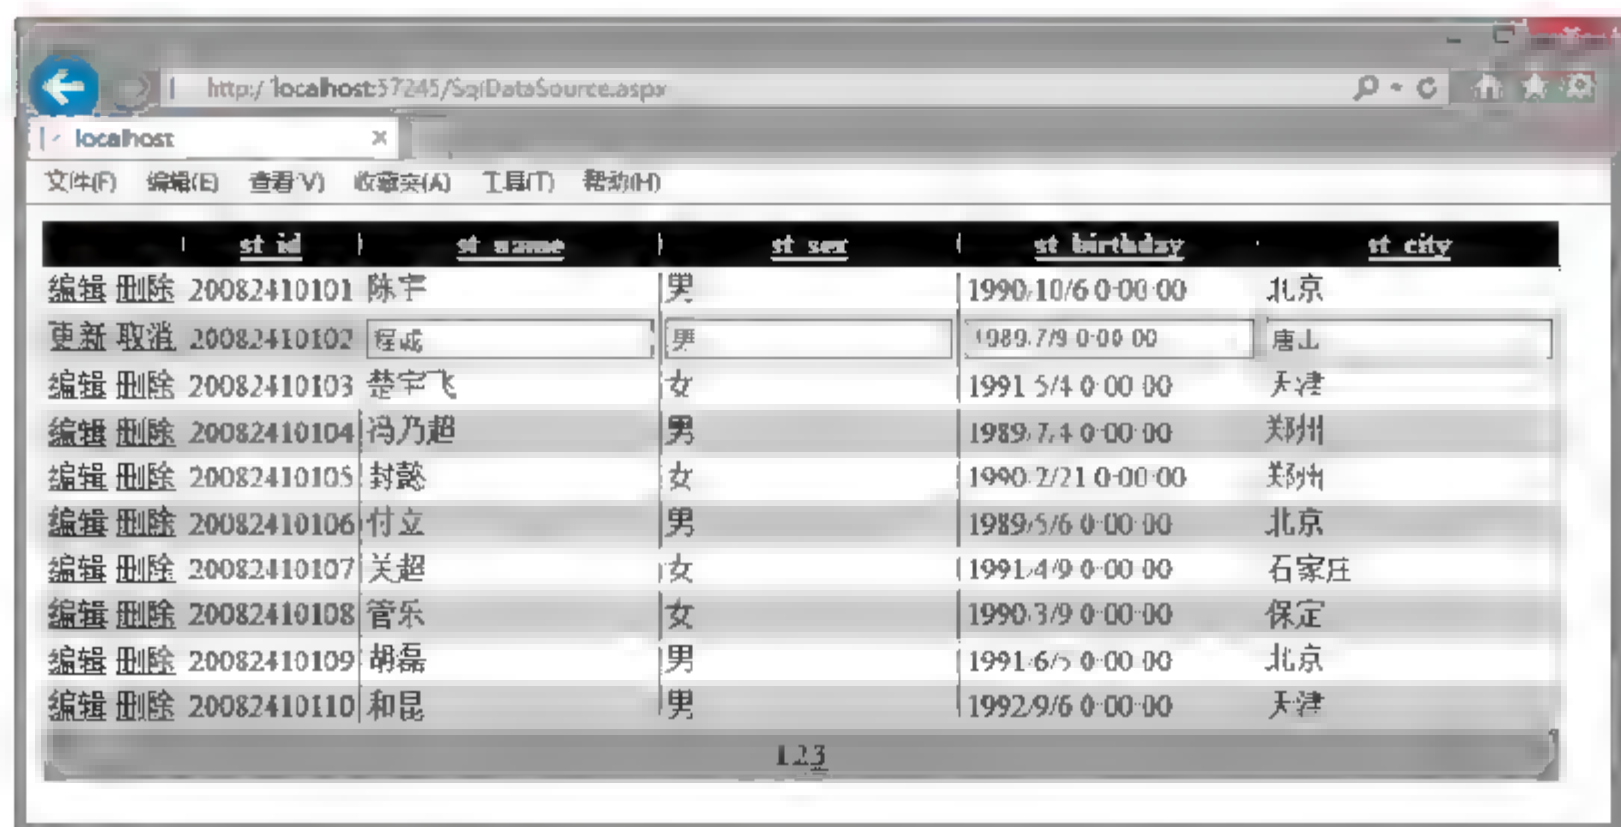 http://localhost:57245/SqlDataSource.aspx
localhost
文件(F) 编辑(E) 查看(V) 收藏夹(A) 工具(T) 帮助(H)
st_id st_name st_sex st_birthday st_city
编辑 删除 20082410101 陈宇 男 1990/10/6 0:00:00 北京
更新 取消 20082410102 程诚 男 1989/7/9 0:00:00 唐山
编辑 删除 20082410103 楚宇飞 女 1991/5/4 0:00:00 天津
编辑 删除 20082410104 冯乃超 男 1989/7/4 0:00:00 郑州
编辑 删除 20082410105 封懿 女 1990/2/21 0:00:00 郑州
编辑 删除 20082410106 付立 男 1989/5/6 0:00:00 北京
编辑 删除 20082410107 关超 女 1991/4/9 0:00:00 石家庄
编辑 删除 20082410108 管乐 女 1990/3/9 0:00:00 保定
编辑 删除 20082410109 胡磊 男 1991/6/5 0:00:00 北京
编辑 删除 20082410110 和昆 男 1992/9/6 0:00:00 天津
1 2 3